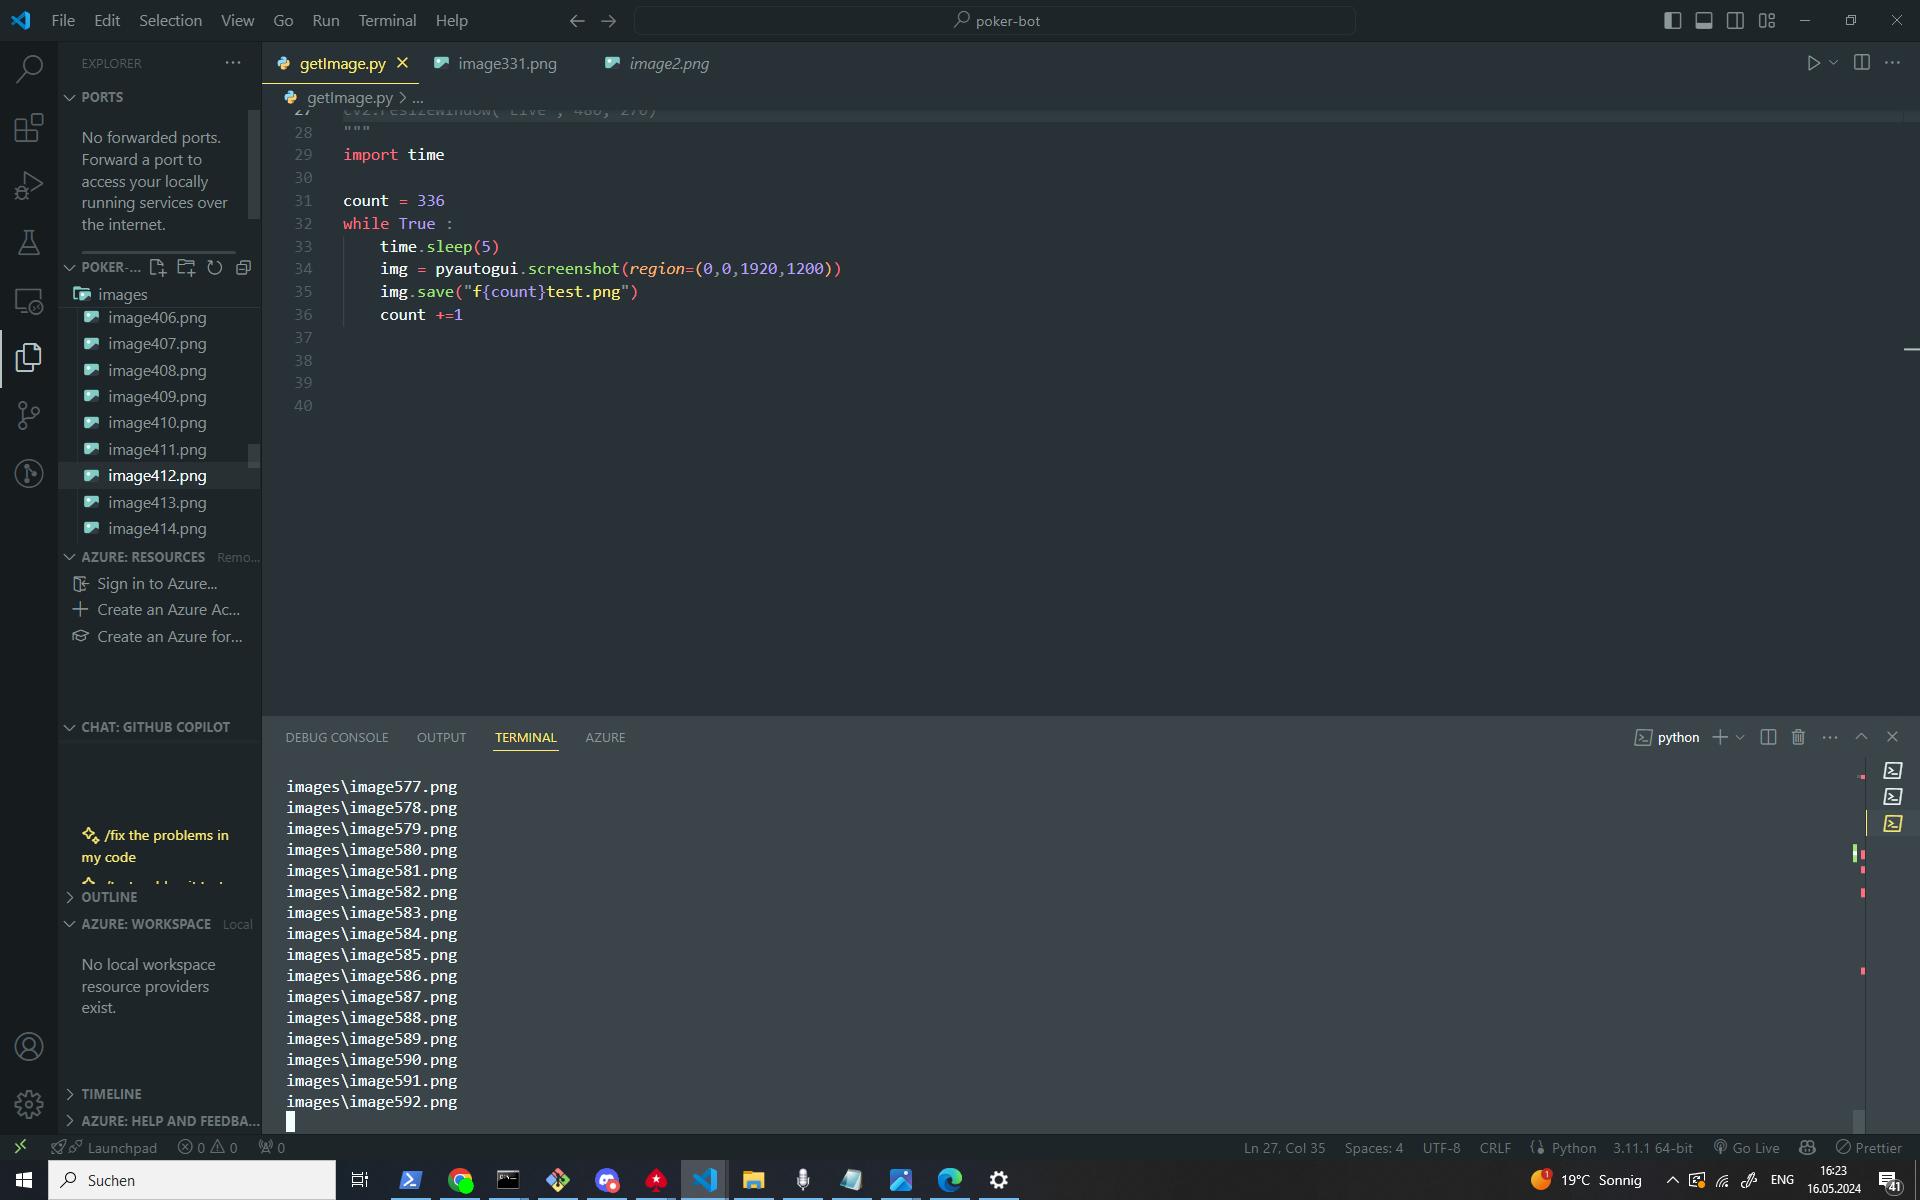 File Edit Selection View Go Run Terminal Help
poker-bot
EXPLORER
PORTS
No forwarded ports.
Forward a port to
access your locally
running services over
the internet.
POKER-...
images
image406.png
image407.png
image408.png
image409.png
image410.png
image411.png
image412.png
image413.png
image414.png
AZURE: RESOURCES Remo...
Sign in to Azure...
Create an Azure Ac...
Create an Azure for...
CHAT: GITHUB COPILOT
/fix the problems in
my code
OUTLINE
AZURE: WORKSPACE Local
No local workspace
resource providers
exist.
TIMELINE
AZURE: HELP AND FEEDBA...
getImage.py image331.png image2.png
getImage.py > ...
28 """
29 import time
30
31 count = 336
32 while True :
33 time.sleep(5)
34 img = pyautogui.screenshot(region=(0,0,1920,1200))
35 img.save("f{count}test.png")
36 count +=1
37
38
39
40
DEBUG CONSOLE OUTPUT TERMINAL AZURE
python
images\image577.png
images\image578.png
images\image579.png
images\image580.png
images\image581.png
images\image582.png
images\image583.png
images\image584.png
images\image585.png
images\image586.png
images\image587.png
images\image588.png
images\image589.png
images\image590.png
images\image591.png
images\image592.png
Launchpad 0 0 0
Ln 27, Col 35 Spaces: 4 UTF-8 CRLF Python 3.11.1 64-bit Go Live Prettier
Suchen
1 19°C Sonnig ENG
16:23
16.05.2024
41